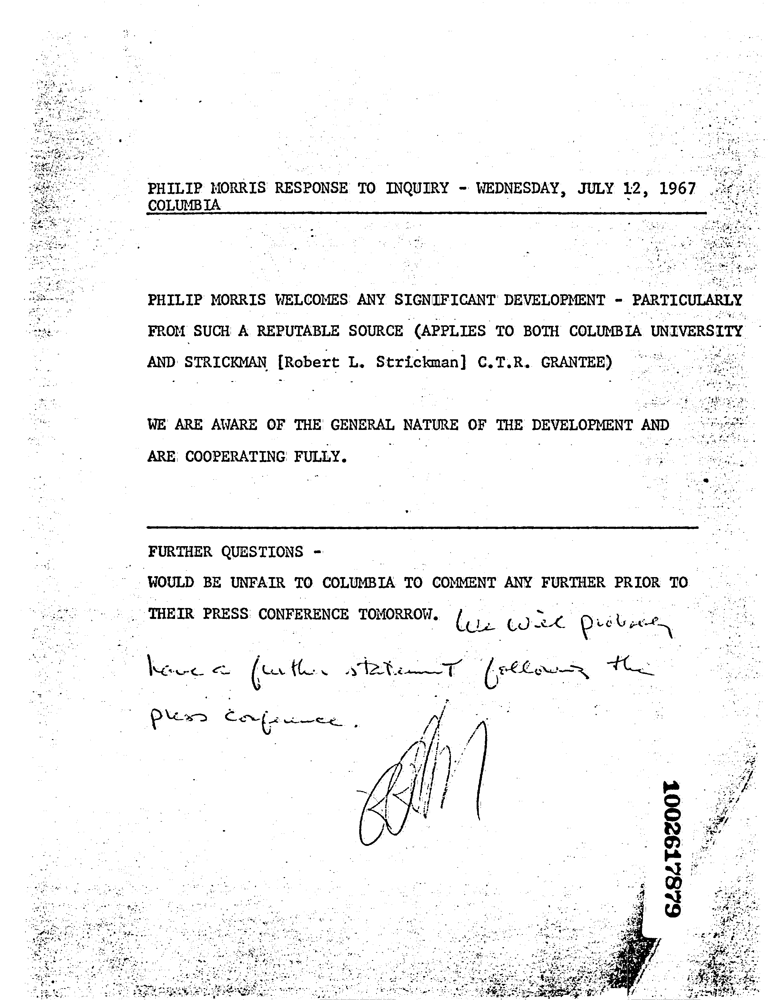 PHILIP MORRIS RESPONSE TO INQUIRY - WEDNESDAY, JULY 12, 1967
COLUMBIA
PHILIP MORRIS WELCOMES ANY SIGNIFICANT DEVELOPMENT - PARTICULARLY
FROM SUCH A REPUTABLE SOURCE (APPLIES TO BOTH COLUMBIA UNIVERSITY
AND STRICKMAN [Robert L. Strickman] C.T.R. GRANTEE)
WE ARE AWARE OF THE GENERAL NATURE OF THE DEVELOPMENT AND
ARE COOPERATING FULLY.
FURTHER QUESTIONS -
WOULD BE UNFAIR TO COLUMBIA TO COMMENT ANY FURTHER PRIOR TO
THEIR PRESS CONFERENCE TOMORROW. We will probably
have a further statement following the
press conference.
1002617879